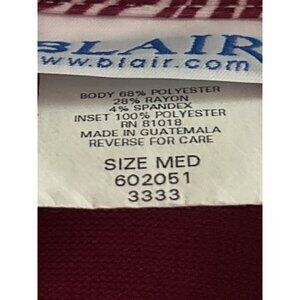 BLAIR
www.blair.com
BODY 68% POLYESTER
28% RAYON
4% SPANDEX
INSET 100% POLYESTER
RN 81018
MADE IN GUATEMALA
REVERSE FOR CARE
SIZE MED
602051
3333